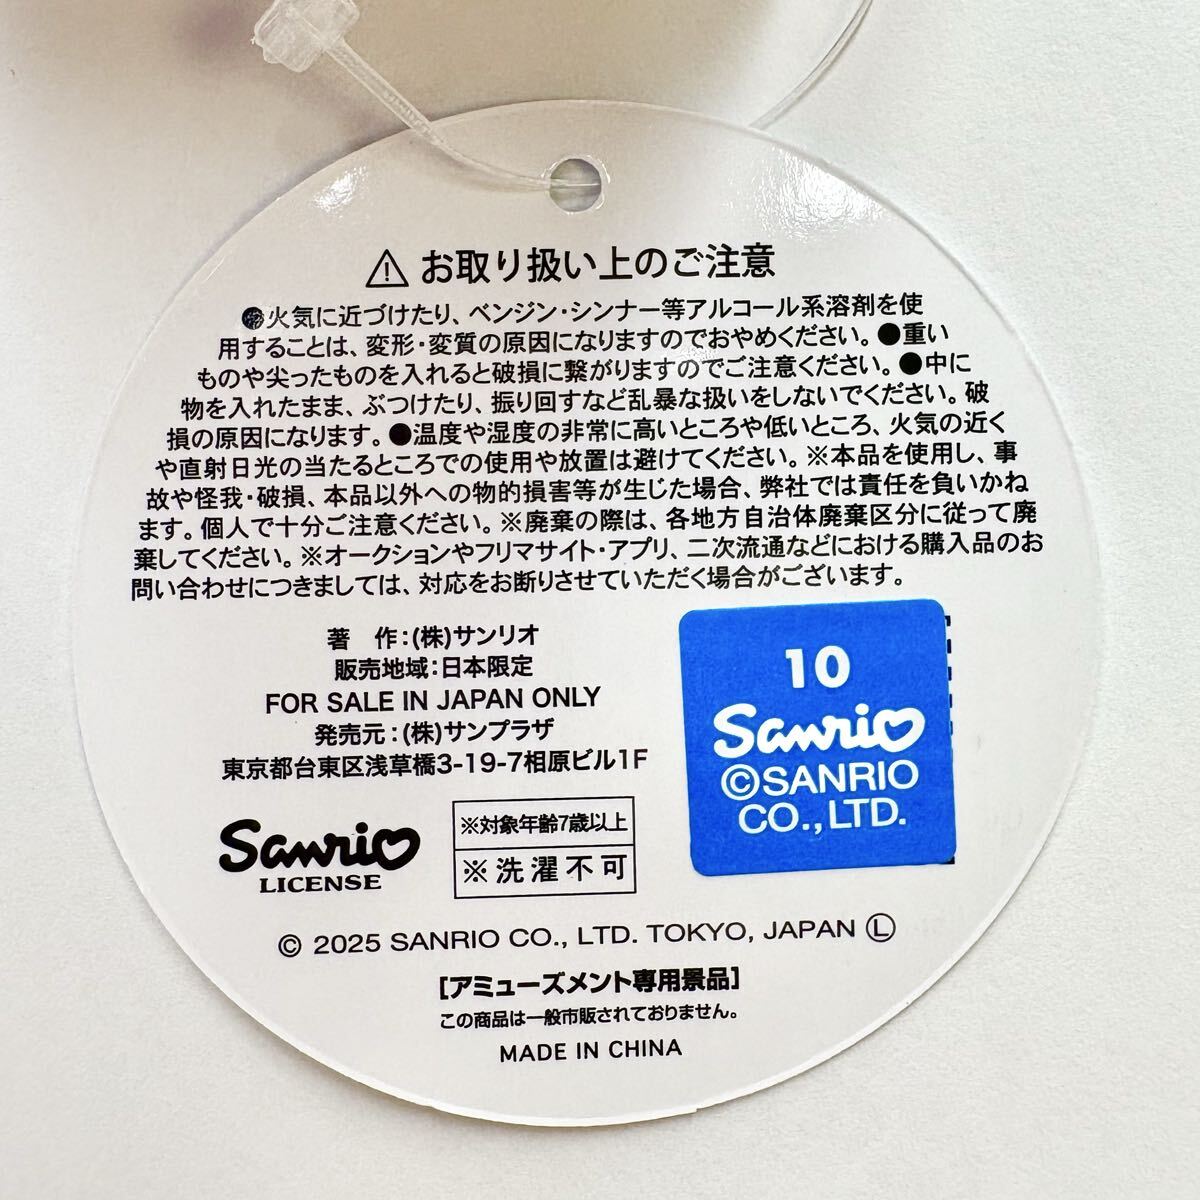 ⚠お取り扱い上のご注意
●火気に近づけたり、ベンジン・シンナー等アルコール系溶剤を使
用することは、変形・変質の原因になりますのでおやめください。●重い
ものや尖ったものを入れると破損に繋がりますのでご注意ください。●中に
物を入れたまま、ぶつけたり、振り回すなど乱暴な扱いをしないでください。破
損の原因になります。●温度や湿度の非常に高いところや低いところ、火気の近く
や直射日光の当たるところでの使用や放置は避けてください。※本品を使用し、事
故や怪我・破損、本品以外への物的損害等が生じた場合、弊社では責任を負いかね
ます。個人で十分ご注意ください。※廃棄の際は、各地方自治体廃棄区分に従って廃
棄してください。※オークションやフリマサイト・アプリ、二次流通などにおける購入品のお
問い合わせにつきましては、対応をお断りさせていただく場合がございます。
著　作:(株)サンリオ
販売地域:日本限定
FOR SALE IN JAPAN ONLY
発売元:(株)サンプラザ
東京都台東区浅草橋3-19-7相原ビル1F
10
Sanrio
©SANRIO
CO.,LTD.
Sanrio
LICENSE
※対象年齢7歳以上
※洗濯不可
© 2025 SANRIO CO., LTD. TOKYO, JAPAN Ⓛ
[アミューズメント専用景品]
この商品は一般市販されておりません。
MADE IN CHINA